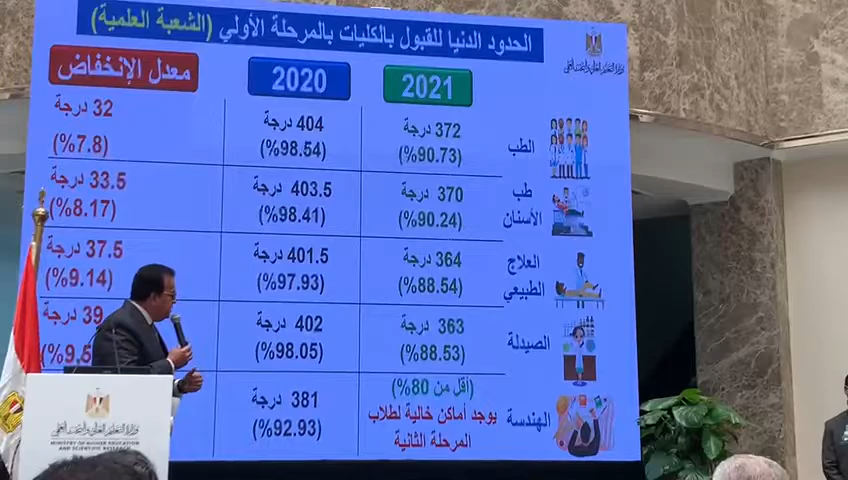 الحدود الدنيا للقبول بالكليات بالمرحلة الأولي (الشعبة العلمية)
وزارة التعليم العالي والبحث العلمي
2021
2020
معدل الإنخفاض
الطب
372 درجة
(%90.73)
404 درجة
(%98.54)
32 درجة
(%7.8)
طب
الأسنان
370 درجة
(%90.24)
403.5 درجة
(%98.41)
33.5 درجة
(%8.17)
العلاج
الطبيعي
364 درجة
(%88.54)
401.5 درجة
(%97.93)
37.5 درجة
(%9.14)
الصيدلة
363 درجة
(%88.53)
402 درجة
(%98.05)
39 درجة
(%9.5
الهندسة
(أقل من 80%)
يوجد أماكن خالية لطلاب
المرحلة الثانية
381 درجة
(%92.93)
وزارة التعليم العالي والبحث العلمي
MINISTRY OF HIGHER EDUCATION
AND SCIENTIFIC RESEARCH